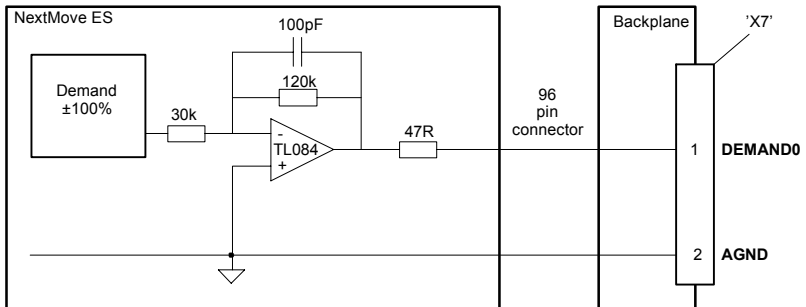 NextMove ES
100pF
Backplane
’X7’
Demand
±100%
120k
30k
96
pin
connector
47R
-
TL084
+
1
DEMAND0
2
AGND